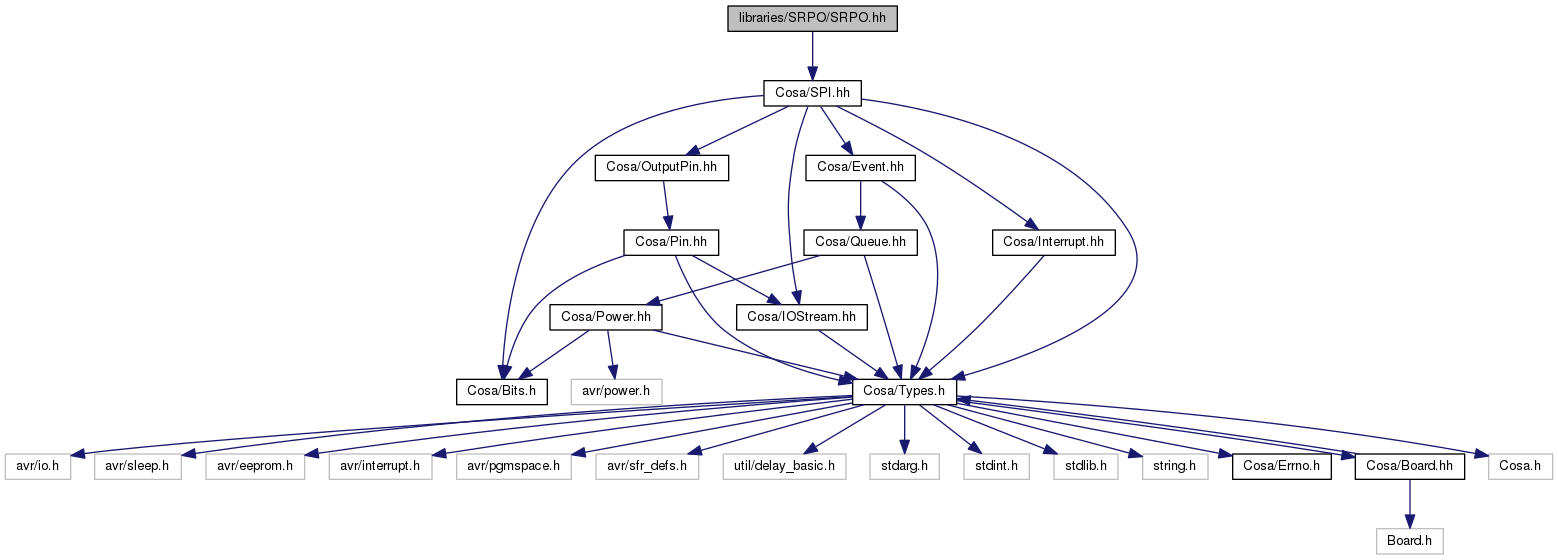 libraries/SRPO/SRPO.hh
Cosa/SPI.hh
Cosa/OutputPin.hh
Cosa/Event.hh
Cosa/Pin.hh
Cosa/Queue.hh
Cosa/Interrupt.hh
Cosa/Power.hh
Cosa/IOStream.hh
Cosa/Bits.h
avr/power.h
Cosa/Types.h
avr/io.h
avr/sleep.h
avr/eeprom.h
avr/interrupt.h
avr/pgmspace.h
avr/sfr_defs.h
util/delay_basic.h
stdarg.h
stdint.h
stdlib.h
string.h
Cosa/Errno.h
Cosa/Board.hh
Cosa.h
Board.h